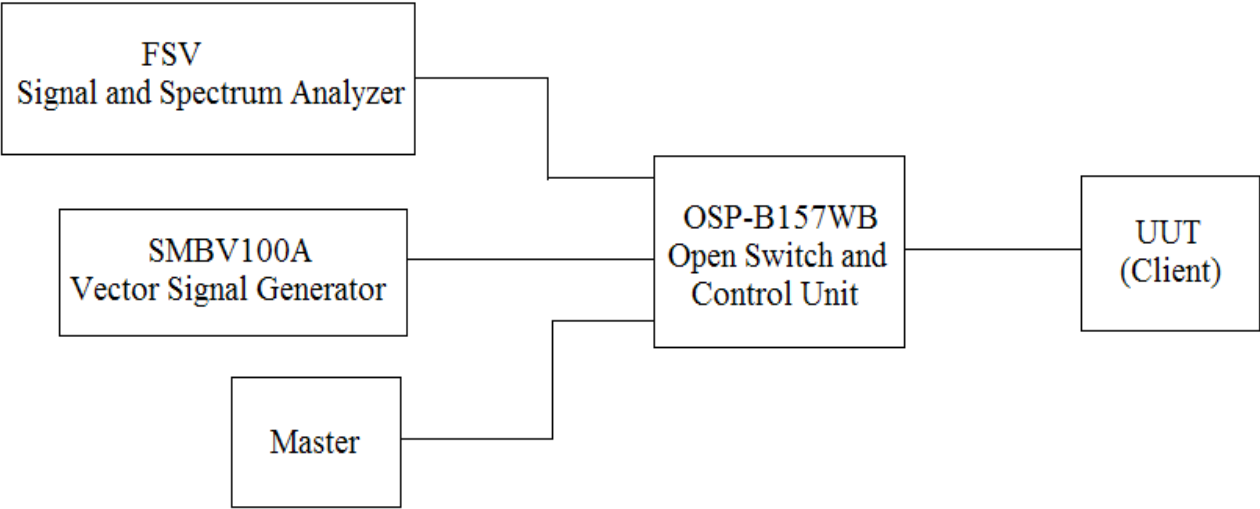 FSV
Signal and Spectrum Analyzer
SMBV100A
Vector Signal Generator
Master
OSP-B157WB
Open Switch and
Control Unit
UUT
(Client)